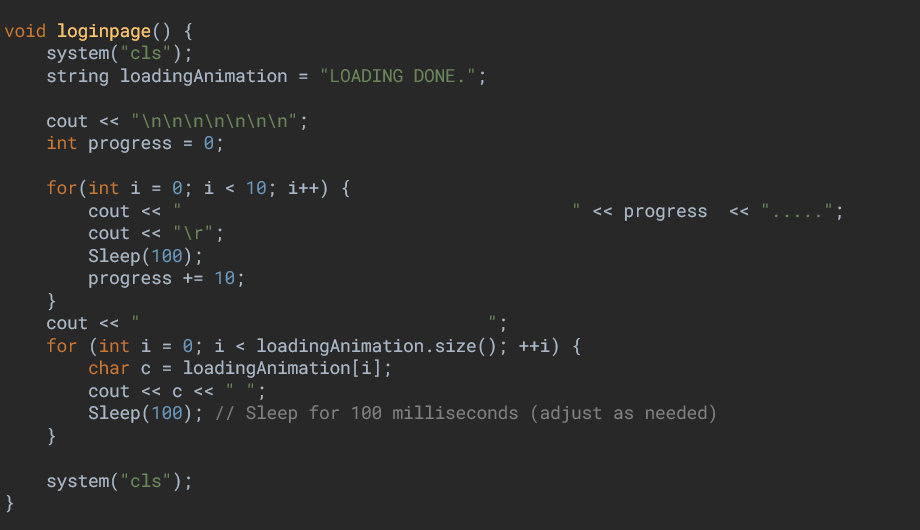 void loginpage() {
    system("cls");
    string loadingAnimation = "LOADING DONE.";

    cout << "\n\n\n\n\n\n\n";
    int progress = 0;

    for(int i = 0; i < 10; i++) {
        cout << "                                     " << progress  << ".....";
        cout << "\r";
        Sleep(100);
        progress += 10;
    }
    cout << "                                 ";
    for (int i = 0; i < loadingAnimation.size(); ++i) {
        char c = loadingAnimation[i];
        cout << c << " ";
        Sleep(100); // Sleep for 100 milliseconds (adjust as needed)
    }

    system("cls");
}